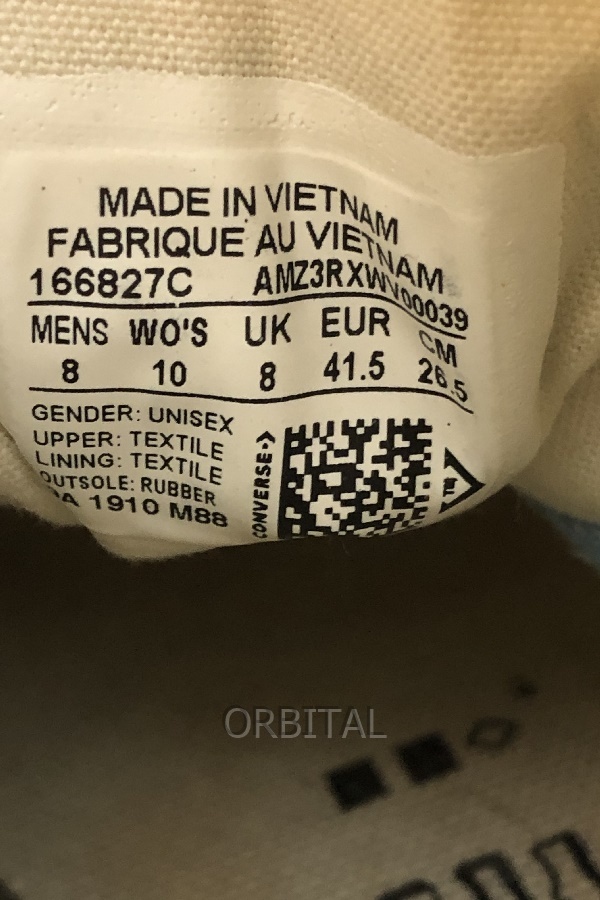 MADE IN VIETNAM
FABRIQUE AU VIETNAM
166827C AMZ3RXWV00039
MENS WO'S UK EUR CM
8 10 8 41.5 26.5
GENDER: UNISEX
UPPER: TEXTILE
LINING: TEXTILE
OUTSOLE: RUBBER
1910 M88
CONVERSE
TM
ORBITAL